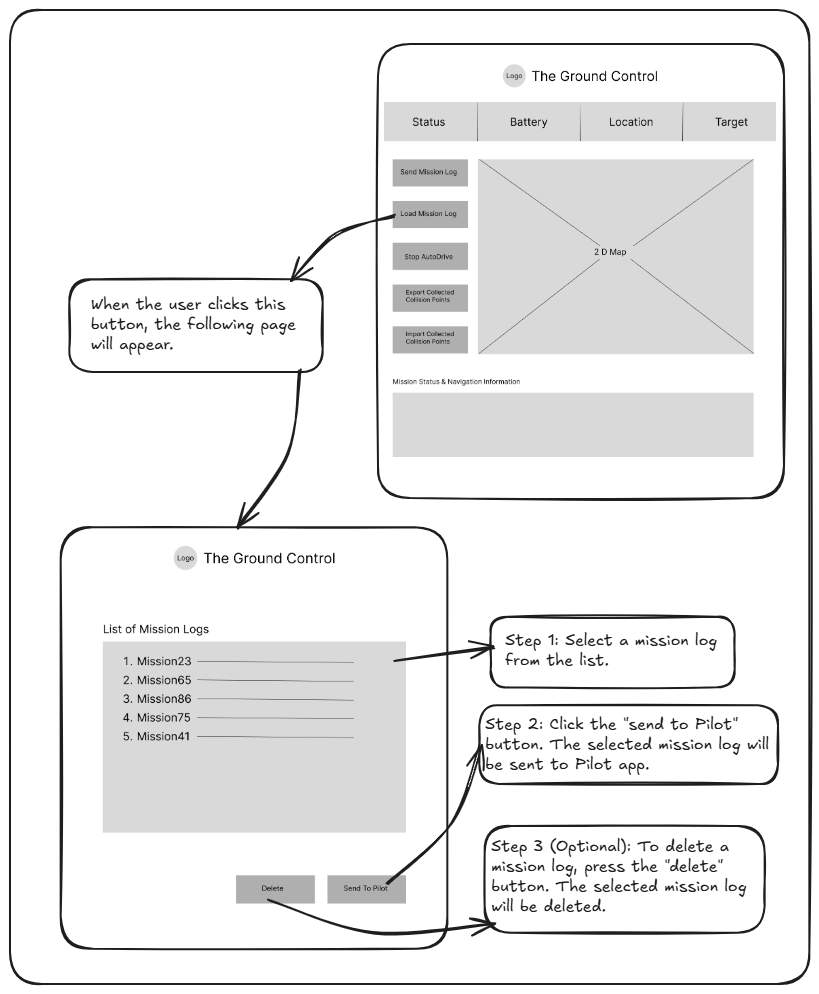 Logo The Ground Control
Status Battery Location Target
Send Mission Log
Load Mission Log
Stop AutoDrive
Export Collected
Collision Points
Import Collected
Collision Points
2 D Map
Mission Status & Navigation Information
When the user clicks this
button, the following page
will appear.
Logo The Ground Control
List of Mission Logs
1. Mission23
2. Mission65
3. Mission86
4. Mission75
5. Mission41
Delete
Send To Pilot
Step 1: Select a mission log
from the list.
Step 2: Click the "send to Pilot"
button. The selected mission log will
be sent to Pilot app.
Step 3 (Optional): To delete a
mission log, press the "delete"
button. The selected mission log
will be deleted.